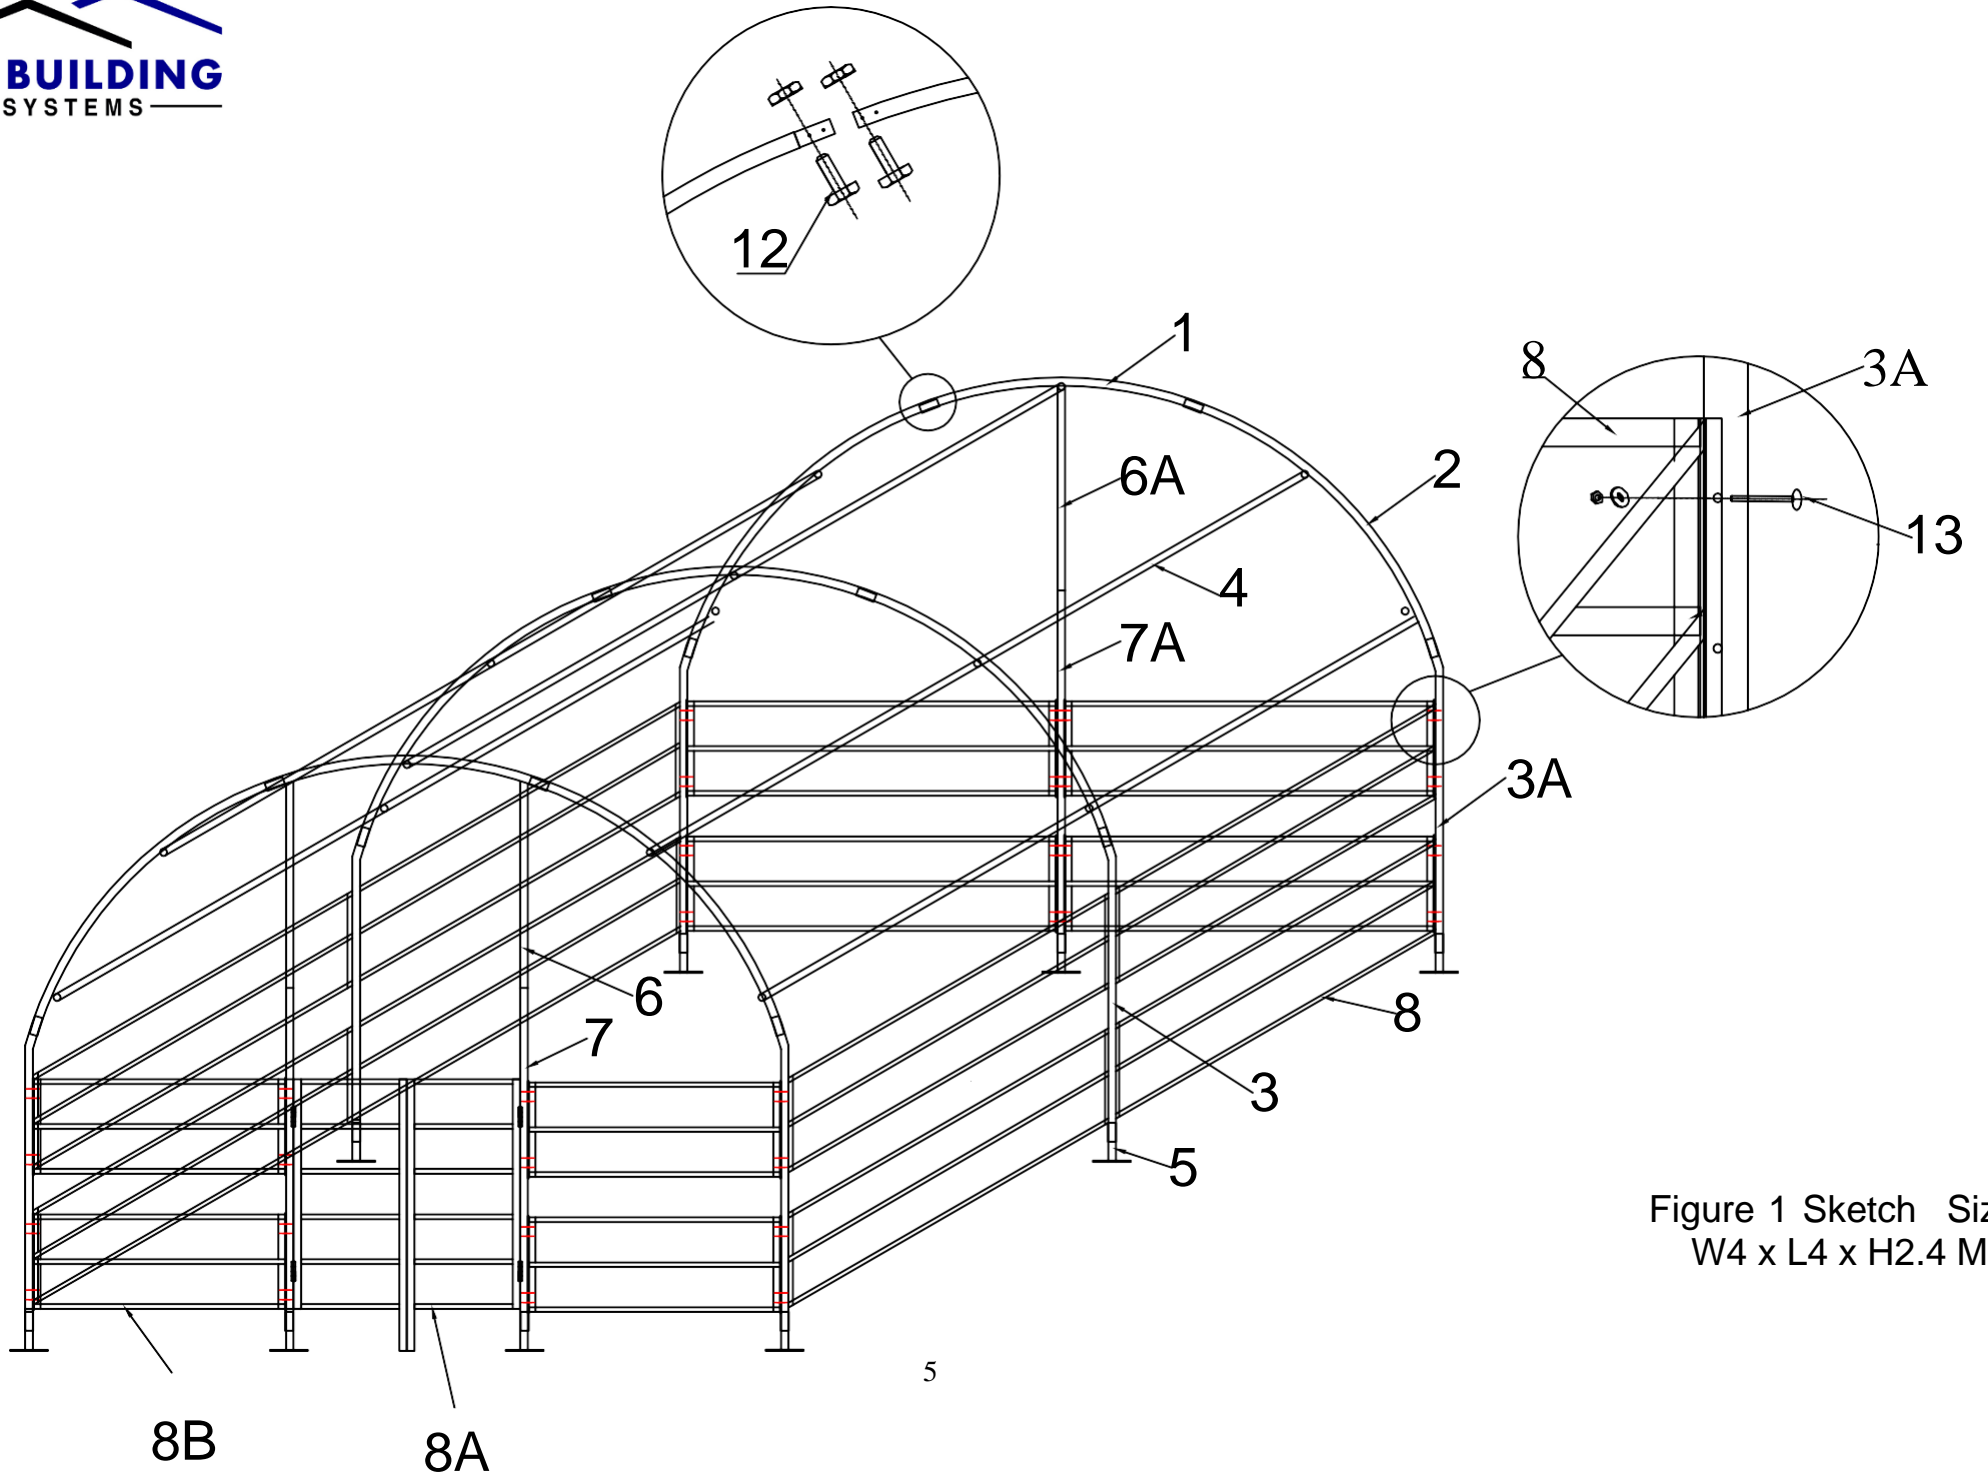 BUILDING
SYSTEMS
12
1
8
3A
6A
2
13
4
7A
3A
6
8
7
3
5
Figure 1 Sketch Siz
W4 x L4 x H2.4 M
5
8B
8A